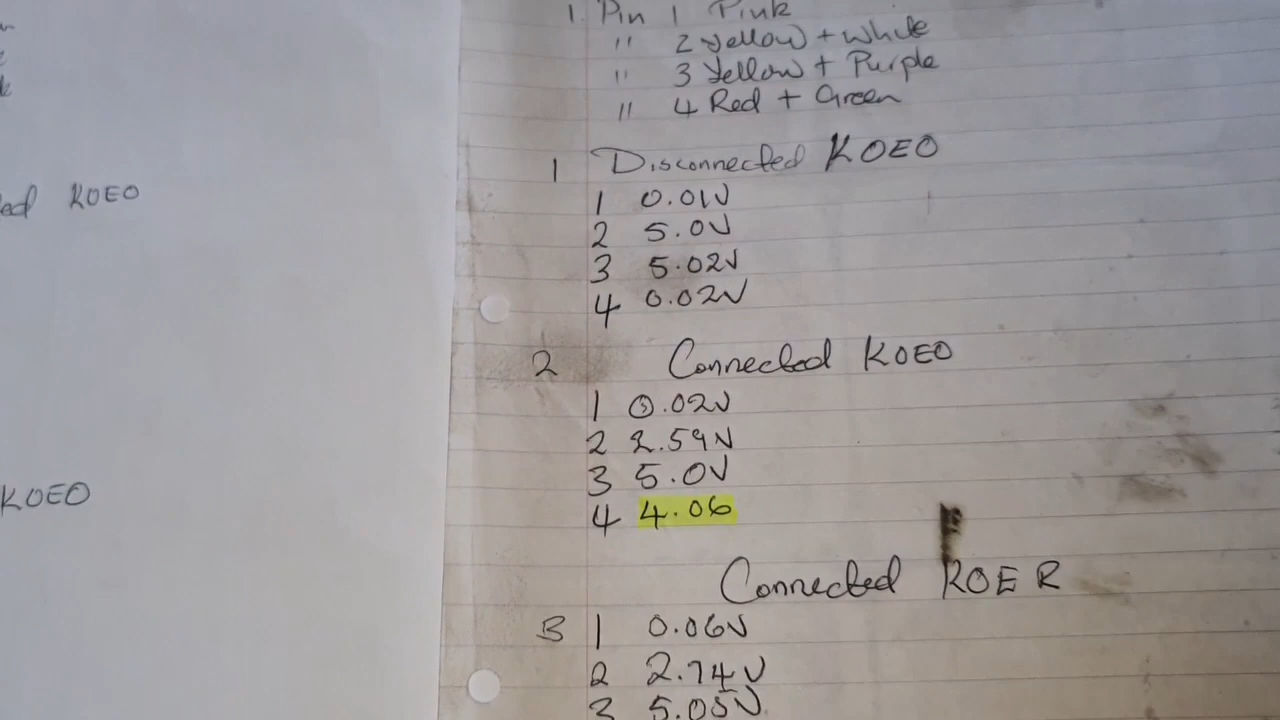 ed KOEO
KOEO
1. Pin 1 Pink
" 2 Yellow + White
" 3 Yellow + Purple
" 4 Red + Green
1 Disconnected KOEO
1 0.01V
2 5.0V
3 5.02V
4 0.02V
2 Connected KOEO
1 0.02V
2 2.59V
3 5.0V
4 4.06
Connected KOER
3 1 0.06V
2 2.74V
3 5.05V